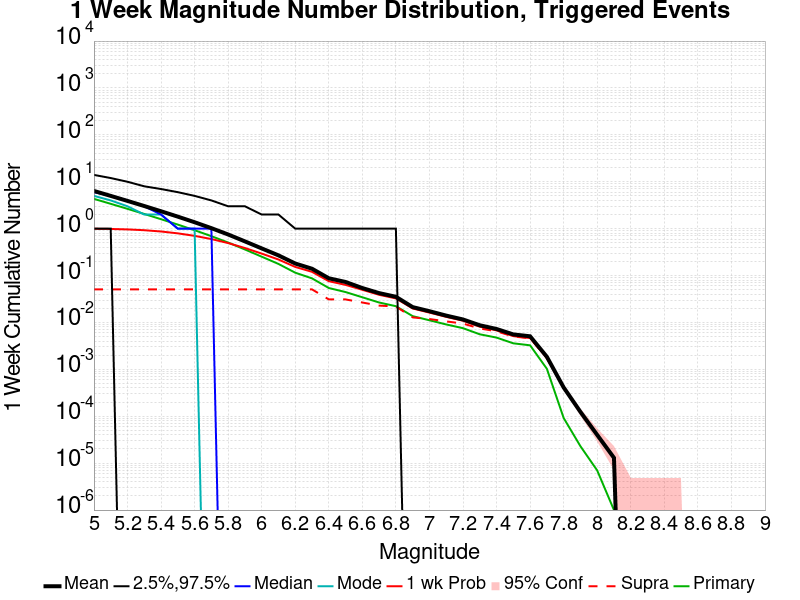 1 Week Magnitude Number Distribution, Triggered Events
1 Week Cumulative Number
10^4
10^3
10^2
10^1
10^0
10^-1
10^-2
10^-3
10^-4
10^-5
10^-6
5 5.2 5.4 5.6 5.8 6 6.2 6.4 6.6 6.8 7 7.2 7.4 7.6 7.8 8 8.2 8.4 8.6 8.8 9
Magnitude
Mean 2.5%,97.5% Median Mode 1 wk Prob 95% Conf Supra Primary